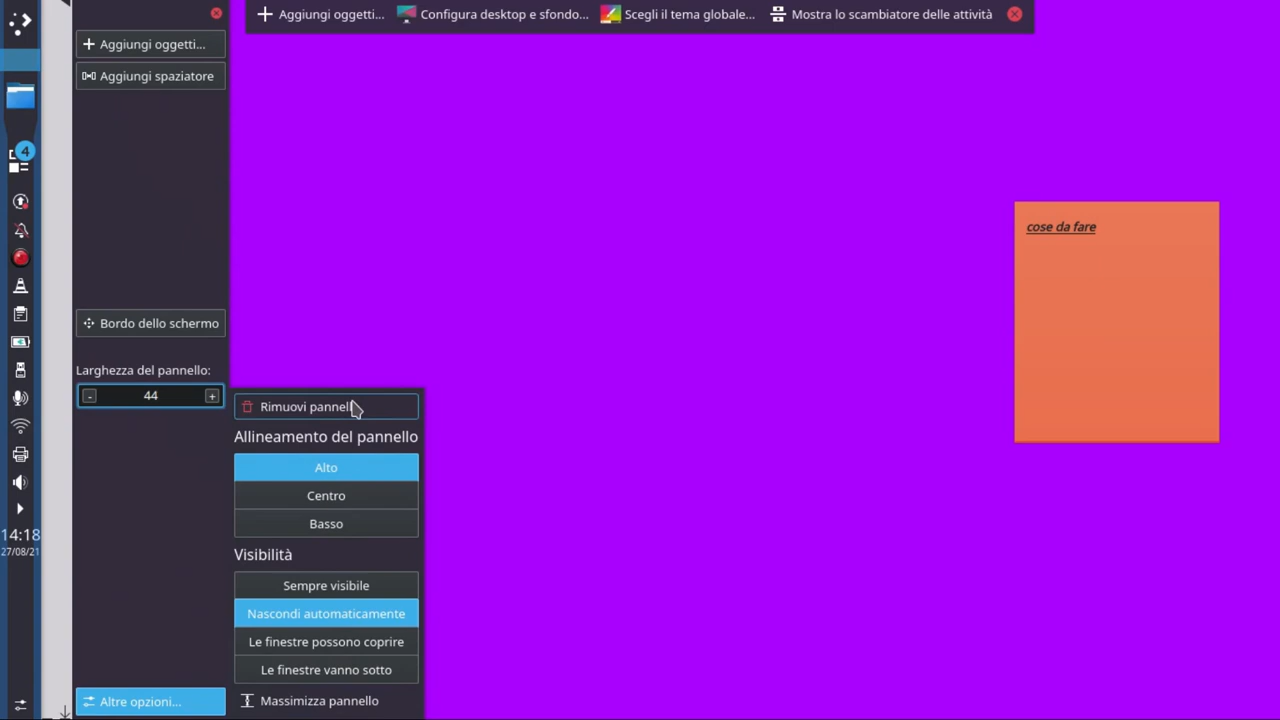 Aggiungi oggetti...
Configura desktop e sfondo...
Scegli il tema globale...
Mostra lo scambiatore delle attività
Aggiungi oggetti...
Aggiungi spaziatore
4
cose da fare
Bordo dello schermo
Larghezza del pannello:
- 44 +
Rimuovi pannello
Allineamento del pannello
Alto
Centro
Basso
14:18
27/08/21
Visibilità
Sempre visibile
Nascondi automaticamente
Le finestre possono coprire
Le finestre vanno sotto
Altre opzioni...
Massimizza pannello